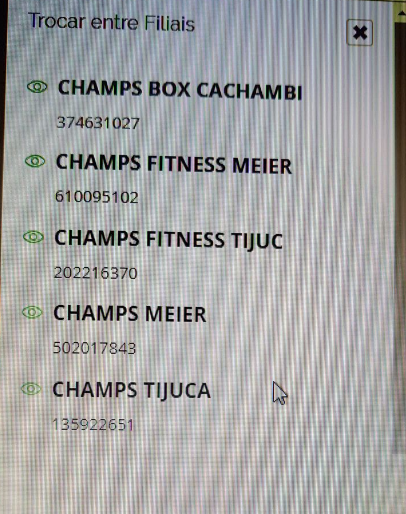 Trocar entre Filiais
CHAMPS BOX CACHAMBI
374631027
CHAMPS FITNESS MEIER
610095102
CHAMPS FITNESS TIJUC
202216370
CHAMPS MEIER
502017843
CHAMPS TIJUCA
135922651